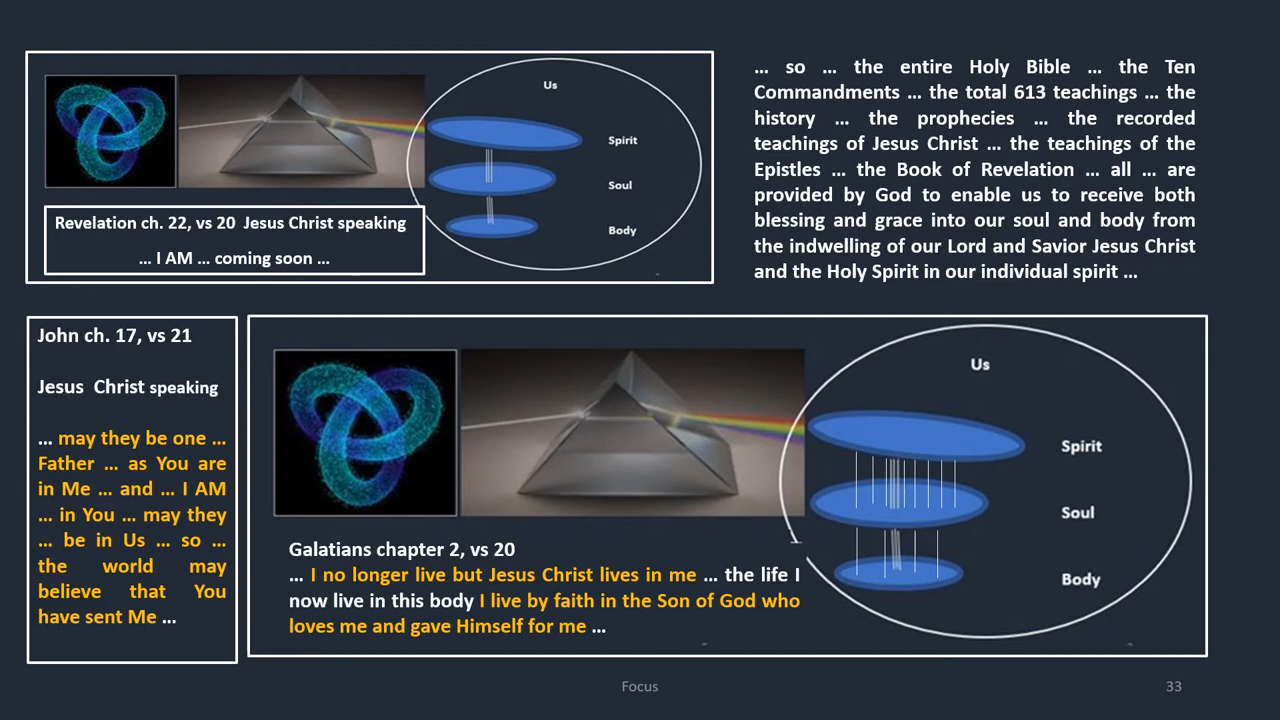 Us
Spirit
Soul
Body
Revelation ch. 22, vs 20 Jesus Christ speaking
... I AM ... coming soon ...
... so ... the entire Holy Bible ... the Ten
Commandments ... the total 613 teachings ... the
history ... the prophecies ... the recorded
teachings of Jesus Christ ... the teachings of the
Epistles ... the Book of Revelation ... all ... are
provided by God to enable us to receive both
blessing and grace into our soul and body from
the indwelling of our Lord and Savior Jesus Christ
and the Holy Spirit in our individual spirit ...
John ch. 17, vs 21
Jesus Christ speaking
... may they be one ...
Father ... as You are
in Me ... and ... I AM
... in You ... may they
... be in Us ... so ...
the world may
believe that You
have sent Me ...
Us
Spirit
Soul
Body
Galatians chapter 2, vs 20
... I no longer live but Jesus Christ lives in me ... the life I
now live in this body I live by faith in the Son of God who
loves me and gave Himself for me ...
Focus
33